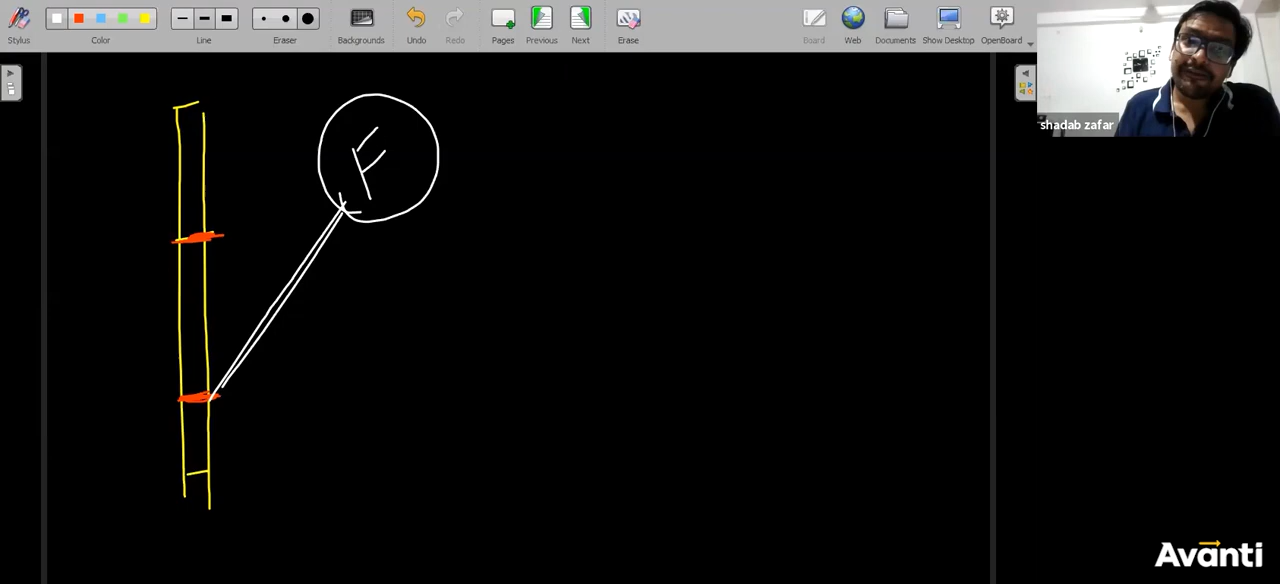 Stylus
Color
Line
Eraser
Backgrounds
Undo
Redo
Pages
Previous
Next
Erase
Board
Web
Documents
Show Desktop
OpenBoard
shadab zafar
F
Avanti